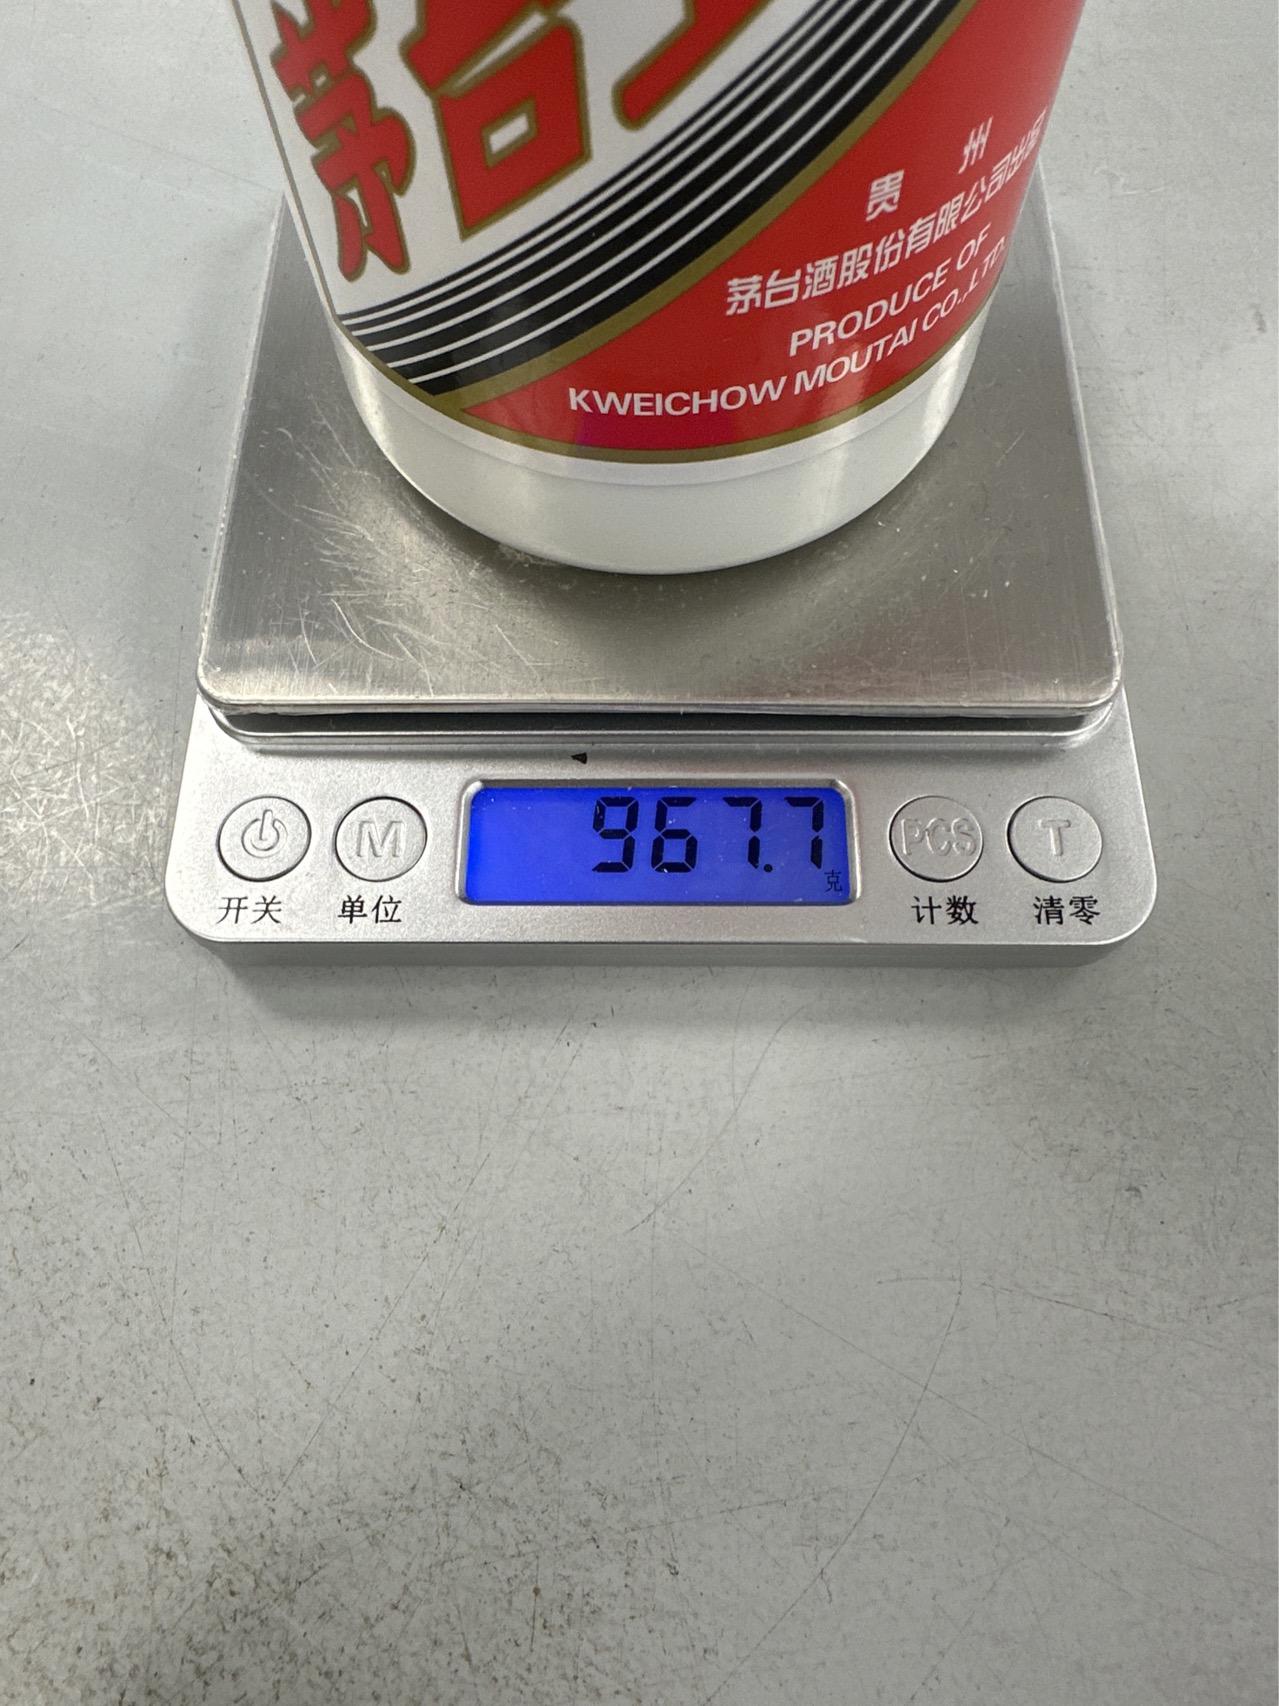 茅台
贵州
茅台酒股份有限公司出品
PRODUCE OF
KWEICHOW MOUTAI CO.,LTD.
967.7
克
M
PCS
T
开关
单位
计数
清零